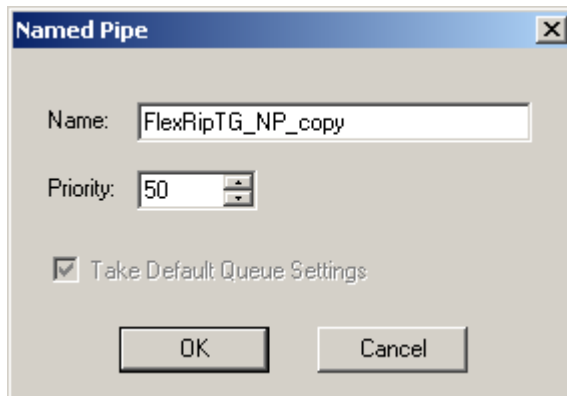 Named Pipe
Name: FlexRipTG_NP_copy
Priority: 50
Take Default Queue Settings
OK Cancel